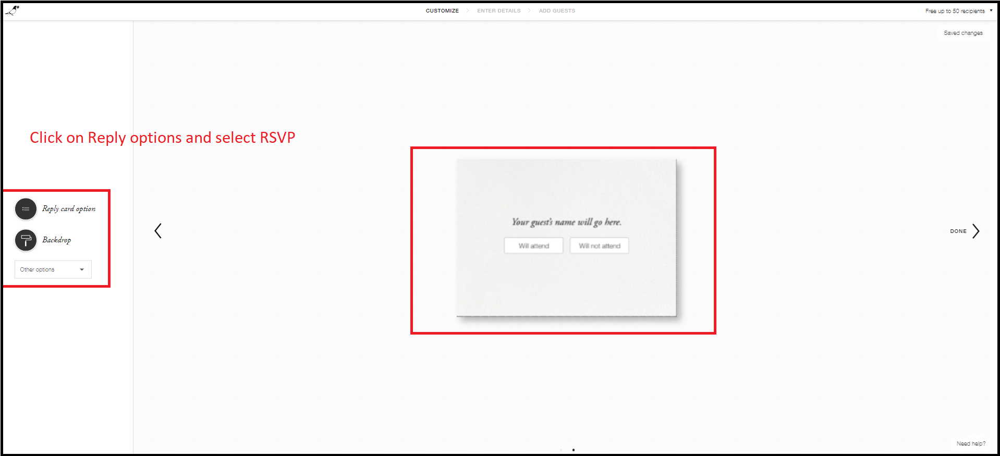 CUSTOMIZE ENTER DETAILS ADD GUESTS
Free up to 50 recipients
Saved changes
Click on Reply options and select RSVP
Reply card option
Backdrop
Other options
Your guest's name will go here.
Will attend Will not attend
DONE
Need help?